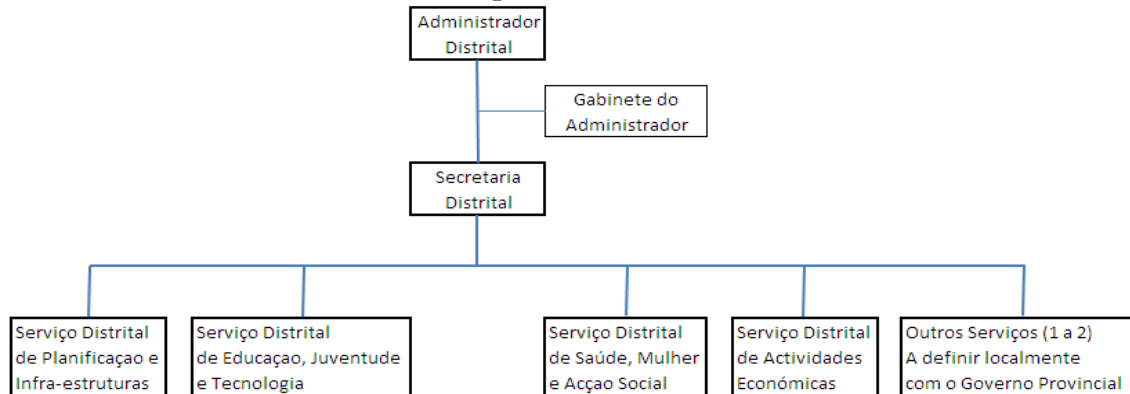 Administrador
Distrital
Gabinete do
Administrador
Secretaria
Distrital
Serviço Distrital
de Planificaçao e
Infra-estruturas
Serviço Distrital
de Educaçao, Juventude
e Tecnologia
Serviço Distrital
de Saúde, Mulher
e Acçao Social
Serviço Distrital
de Actividades
Económicas
Outros Serviços (1 a 2)
A definir localmente
com o Governo Provincial